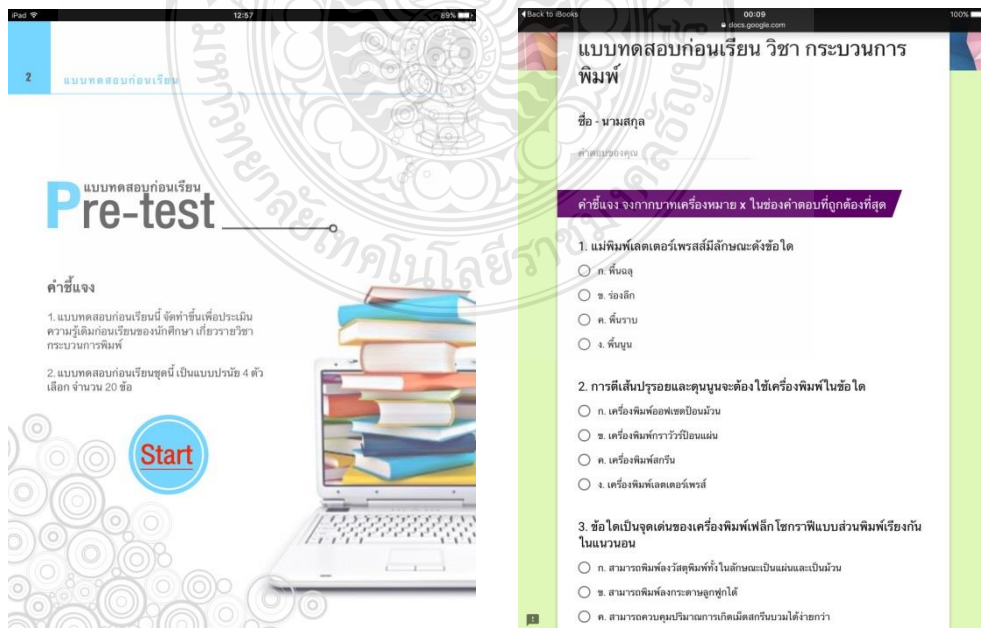 iPad
12:57
89%
2
แบบทดสอบก่อนเรียน
แบบทดสอบก่อนเรียน
Pre-test
คำชี้แจง
1. แบบทดสอบก่อนเรียนนี้ จัดทำขึ้นเพื่อประเมิน
ความรู้เดิมก่อนเรียนของนักศึกษา เกี่ยวรายวิชา
กระบวนการพิมพ์
2. แบบทดสอบก่อนเรียนชุดนี้ เป็นแบบปรนัย 4 ตัว
เลือก จำนวน 20 ข้อ
Start
Back to iBooks
00:09
100%
docs.google.com
แบบทดสอบก่อนเรียน วิชา กระบวนการ
พิมพ์
ชื่อ - นามสกุล
คำตอบของคุณ
คำชี้แจง จงกากบาทเครื่องหมาย x ในช่องคำตอบที่ถูกต้องที่สุด
1. แม่พิมพ์เลตเตอร์เพรสส์มีลักษณะดังข้อใด
ก. พื้นฉลุ
ข. ร่องลึก
ค. พื้นราบ
ง. พื้นนูน
2. การตีเส้นปรุรอยและดุนนูนจะต้องใช้เครื่องพิมพ์ในข้อใด
ก. เครื่องพิมพ์ออฟเซตป้อนม้วน
ข. เครื่องพิมพ์กราวัวร์ป้อนแผ่น
ค. เครื่องพิมพ์สกรีน
ง. เครื่องพิมพ์เลตเตอร์เพรส์
3. ข้อใดเป็นจุดเด่นของเครื่องพิมพ์เฟล็กโซกราฟีแบบส่วนพิมพ์เรียงกัน
ในแนวนอน
ก. สามารถพิมพ์ลงวัสดุพิมพ์ทั้งในลักษณะเป็นแผ่นและเป็นม้วน
ข. สามารถพิมพ์ลงกระดาษลูกฟูกได้
ค. สามารถควบคุมปริมาณการเกิดเม็ดสกรีนบวมได้ง่ายกว่า